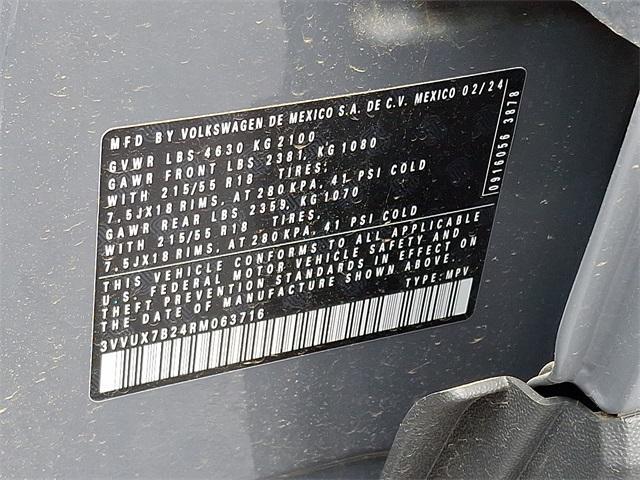 MFD BY VOLKSWAGEN DE MEXICO S.A. DE C.V. MEXICO 02/24
GVWR LBS 4630 KG 2100
GAWR FRONT LBS 2381, KG 1080
WITH 215/55 R18 TIRES,
7.5JX18 RIMS, AT 280 KPA, 41 PSI COLD
GAWR REAR LBS 2359, KG 1070
WITH 215/55 R18 TIRES,
7.5JX18 RIMS, AT 280 KPA, 41 PSI COLD
THIS VEHICLE CONFORMS TO ALL APPLICABLE
U.S. FEDERAL MOTOR VEHICLE SAFETY AND
THEFT PREVENTION STANDARDS IN EFFECT ON
THE DATE OF MANUFACTURE SHOWN ABOVE.
3VVUX7B24RM063716 TYPE: MPV
0916056 3878